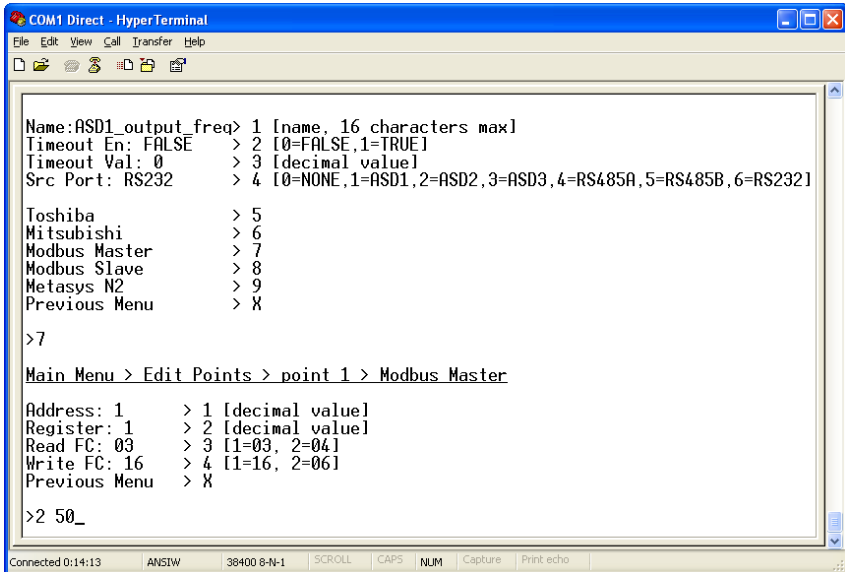 COM1 Direct - HyperTerminal
File Edit View Call Transfer Help
Name:ASD1_output_freq> 1 [name, 16 characters max]
Timeout En: FALSE    > 2 [0=FALSE,1=TRUE]
Timeout Val: 0       > 3 [decimal value]
Src Port: RS232      > 4 [0=NONE,1=ASD1,2=ASD2,3=ASD3,4=RS485A,5=RS485B,6=RS232]
Toshiba              > 5
Mitsubishi           > 6
Modbus Master        > 7
Modbus Slave         > 8
Metasys N2           > 9
Previous Menu        > X
>7
Main Menu > Edit Points > point 1 > Modbus Master
Address: 1      > 1 [decimal value]
Register: 1     > 2 [decimal value]
Read FC: 03     > 3 [1=03, 2=04]
Write FC: 16    > 4 [1=16, 2=06]
Previous Menu   > X
>2 50_
Connected 0:14:13 ANSIW 38400 8-N-1 SCROLL CAPS NUM Capture Print echo